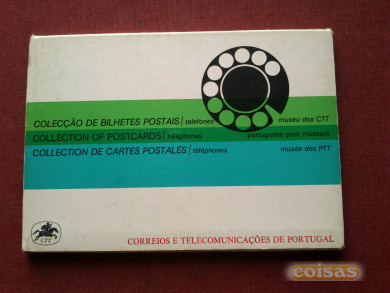 COLECÇÃO DE BILHETES POSTAIS / telefones museu dos CTT
COLLECTION OF POSTCARDS / telephones portuguese post museum
COLLECTION DE CARTES POSTALES / téléphones musée des PTT
CTT
CORREIOS E TELECOMUNICAÇÕES DE PORTUGAL
coisas